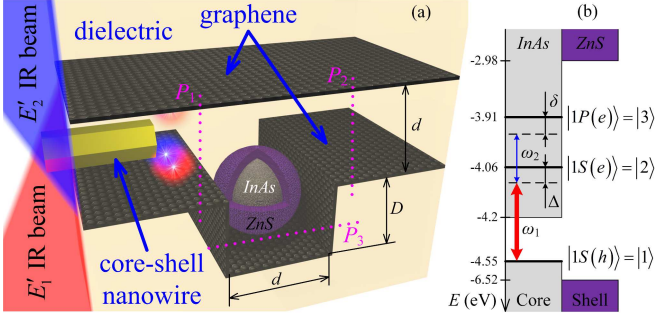 (a)
graphene
dielectric
E′₂ IR beam
P₁
P₂
d
InAs
ZnS
D
P₃
E′₁ IR beam
core-shell
nanowire
d
(b)
InAs
ZnS
-2.98
-3.91
δ
|1P(e)⟩=|3⟩
ω₂
-4.06
|1S(e)⟩=|2⟩
Δ
-4.2
ω₁
|1S(h)⟩=|1⟩
-4.55
-6.52
E (eV)
Core
Shell